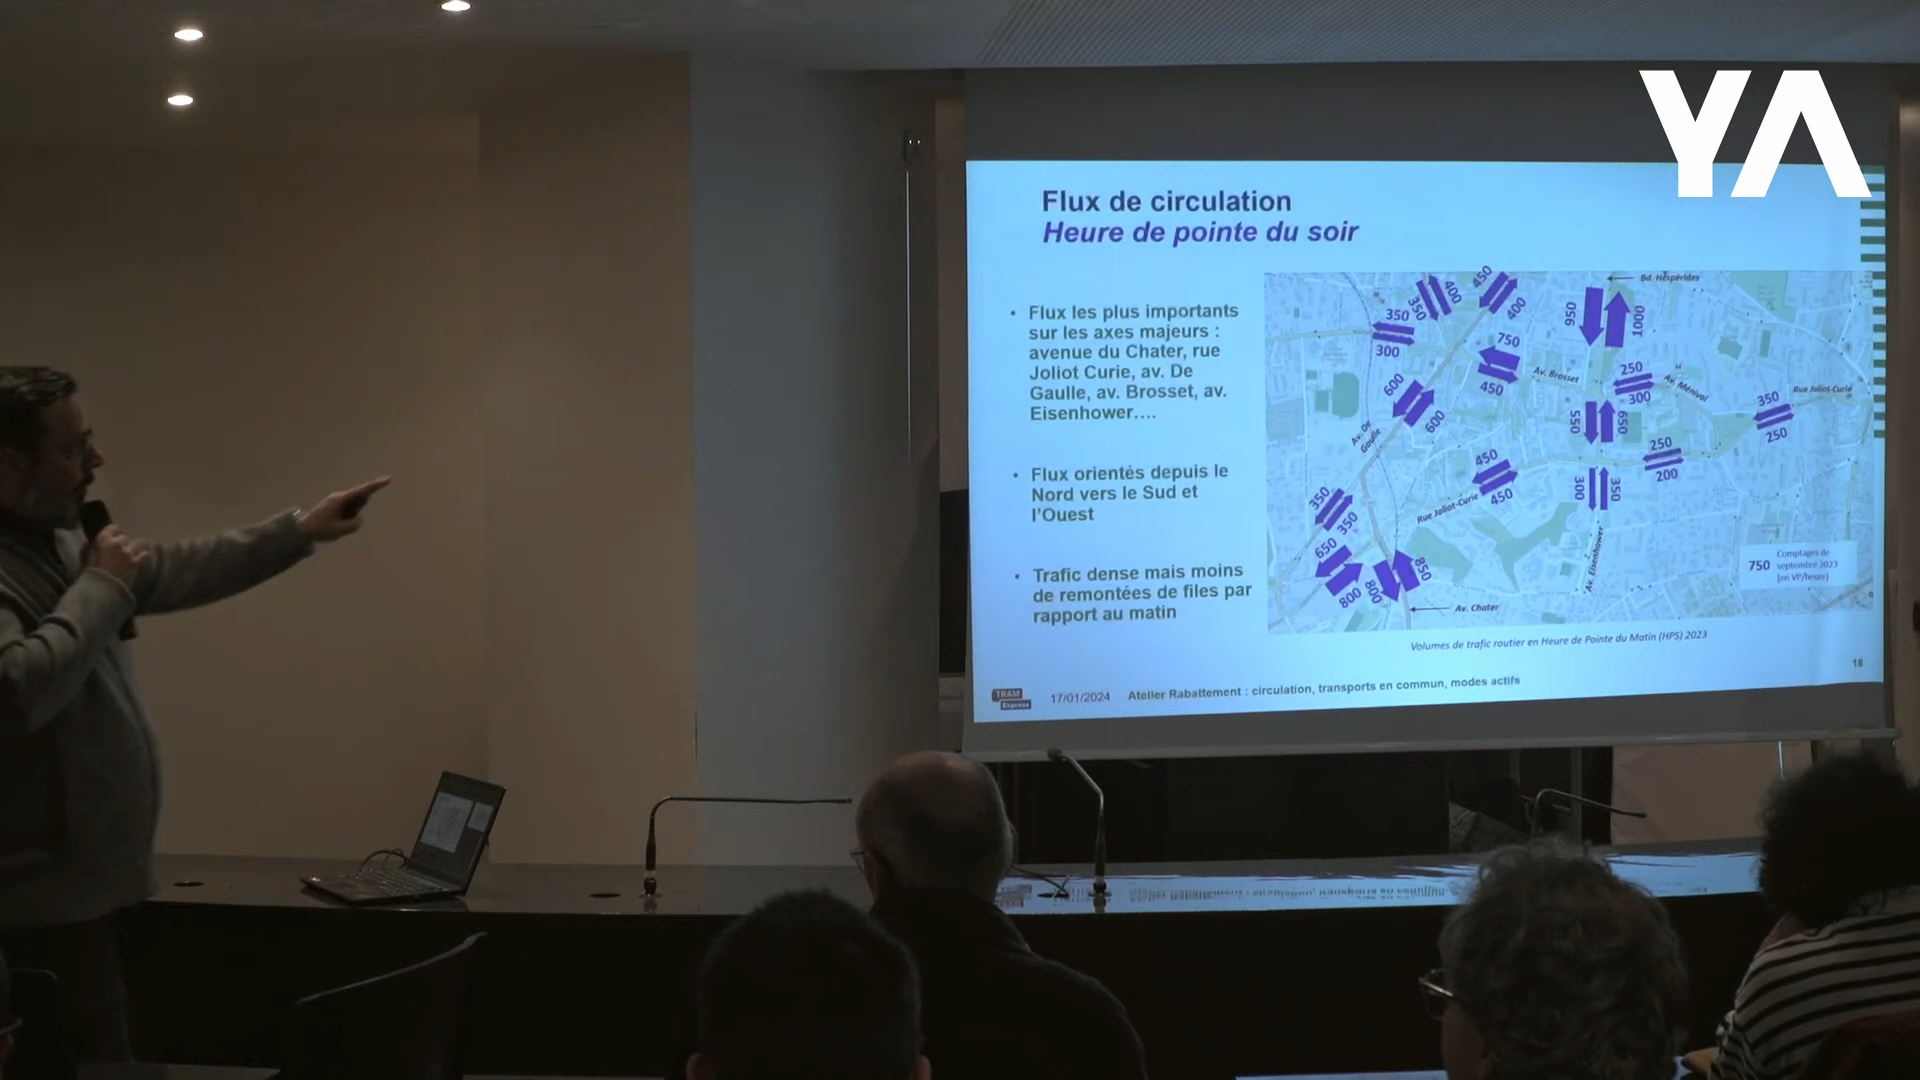 YA
Flux de circulation
Heure de pointe du soir
• Flux les plus importants
sur les axes majeurs :
avenue du Chater, rue
Joliot Curie, av. De
Gaulle, av. Brosset, av.
Eisenhower....
• Flux orientés depuis le
Nord vers le Sud et
l'Ouest
• Trafic dense mais moins
de remontées de files par
rapport au matin
Bd. Hespérides
450
400
350
400
350
300
950
1000
750
450
Av. Brosset
250
300
Av. Ménival
Rue Joliot-Curie
350
250
600
600
Av. De
Gaulle
550
650
250
200
450
450
Rue Joliot-Curie
300
350
Av. Eisenhower
350
350
650
800
800
850
Av. Chater
750
Comptages de
septembre 2023
(en VP/heure)
Volumes de trafic routier en Heure de Pointe du Matin (HPS) 2023
18
TRAM
Express
17/01/2024
Atelier Rabattement : circulation, transports en commun, modes actifs